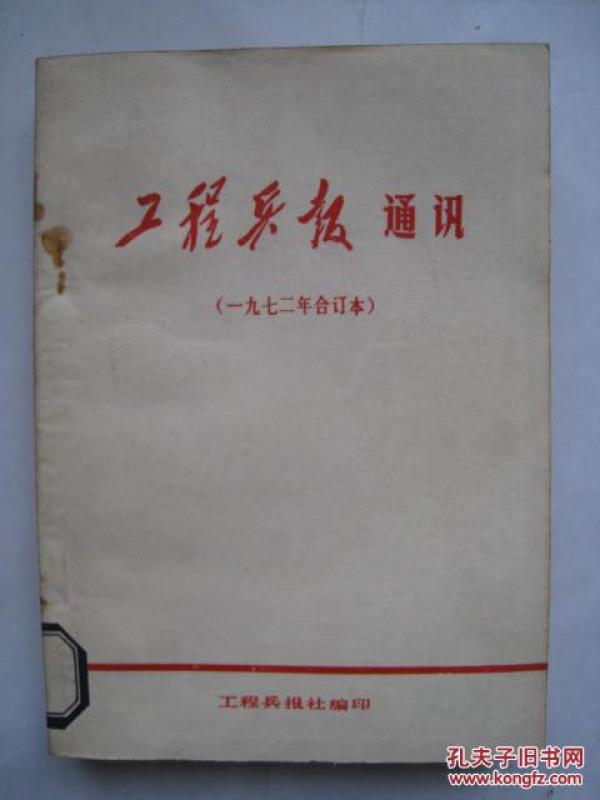 工程兵报 通讯
(一九七二年合订本)
工程兵报社编印
孔夫子旧书网
www.kongfz.com